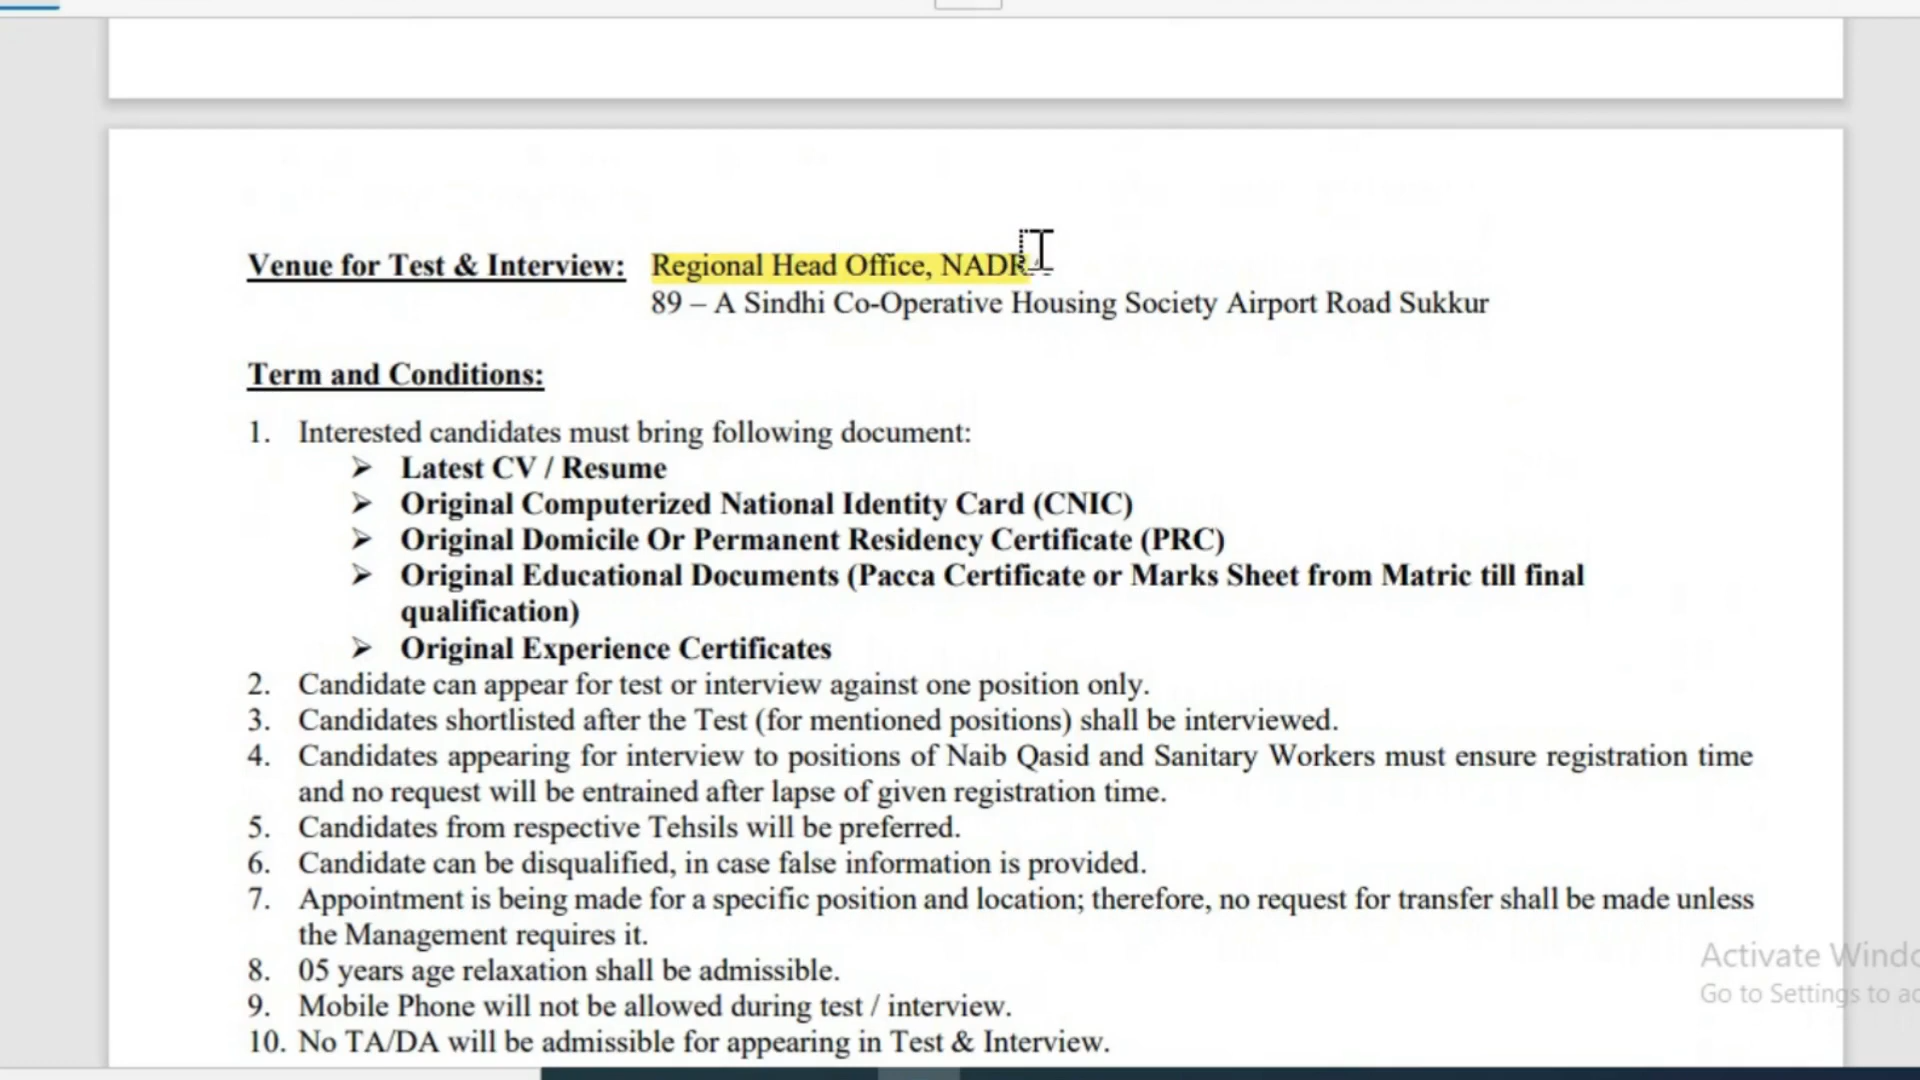 Venue for Test & Interview: Regional Head Office, NADR
89 – A Sindhi Co-Operative Housing Society Airport Road Sukkur
Term and Conditions:
1. Interested candidates must bring following document:
➢ Latest CV / Resume
➢ Original Computerized National Identity Card (CNIC)
➢ Original Domicile Or Permanent Residency Certificate (PRC)
➢ Original Educational Documents (Pacca Certificate or Marks Sheet from Matric till final
qualification)
➢ Original Experience Certificates
2. Candidate can appear for test or interview against one position only.
3. Candidates shortlisted after the Test (for mentioned positions) shall be interviewed.
4. Candidates appearing for interview to positions of Naib Qasid and Sanitary Workers must ensure registration time
and no request will be entrained after lapse of given registration time.
5. Candidates from respective Tehsils will be preferred.
6. Candidate can be disqualified, in case false information is provided.
7. Appointment is being made for a specific position and location; therefore, no request for transfer shall be made unless
the Management requires it.
8. 05 years age relaxation shall be admissible.
9. Mobile Phone will not be allowed during test / interview.
10. No TA/DA will be admissible for appearing in Test & Interview.
Activate Windo
Go to Settings to ac